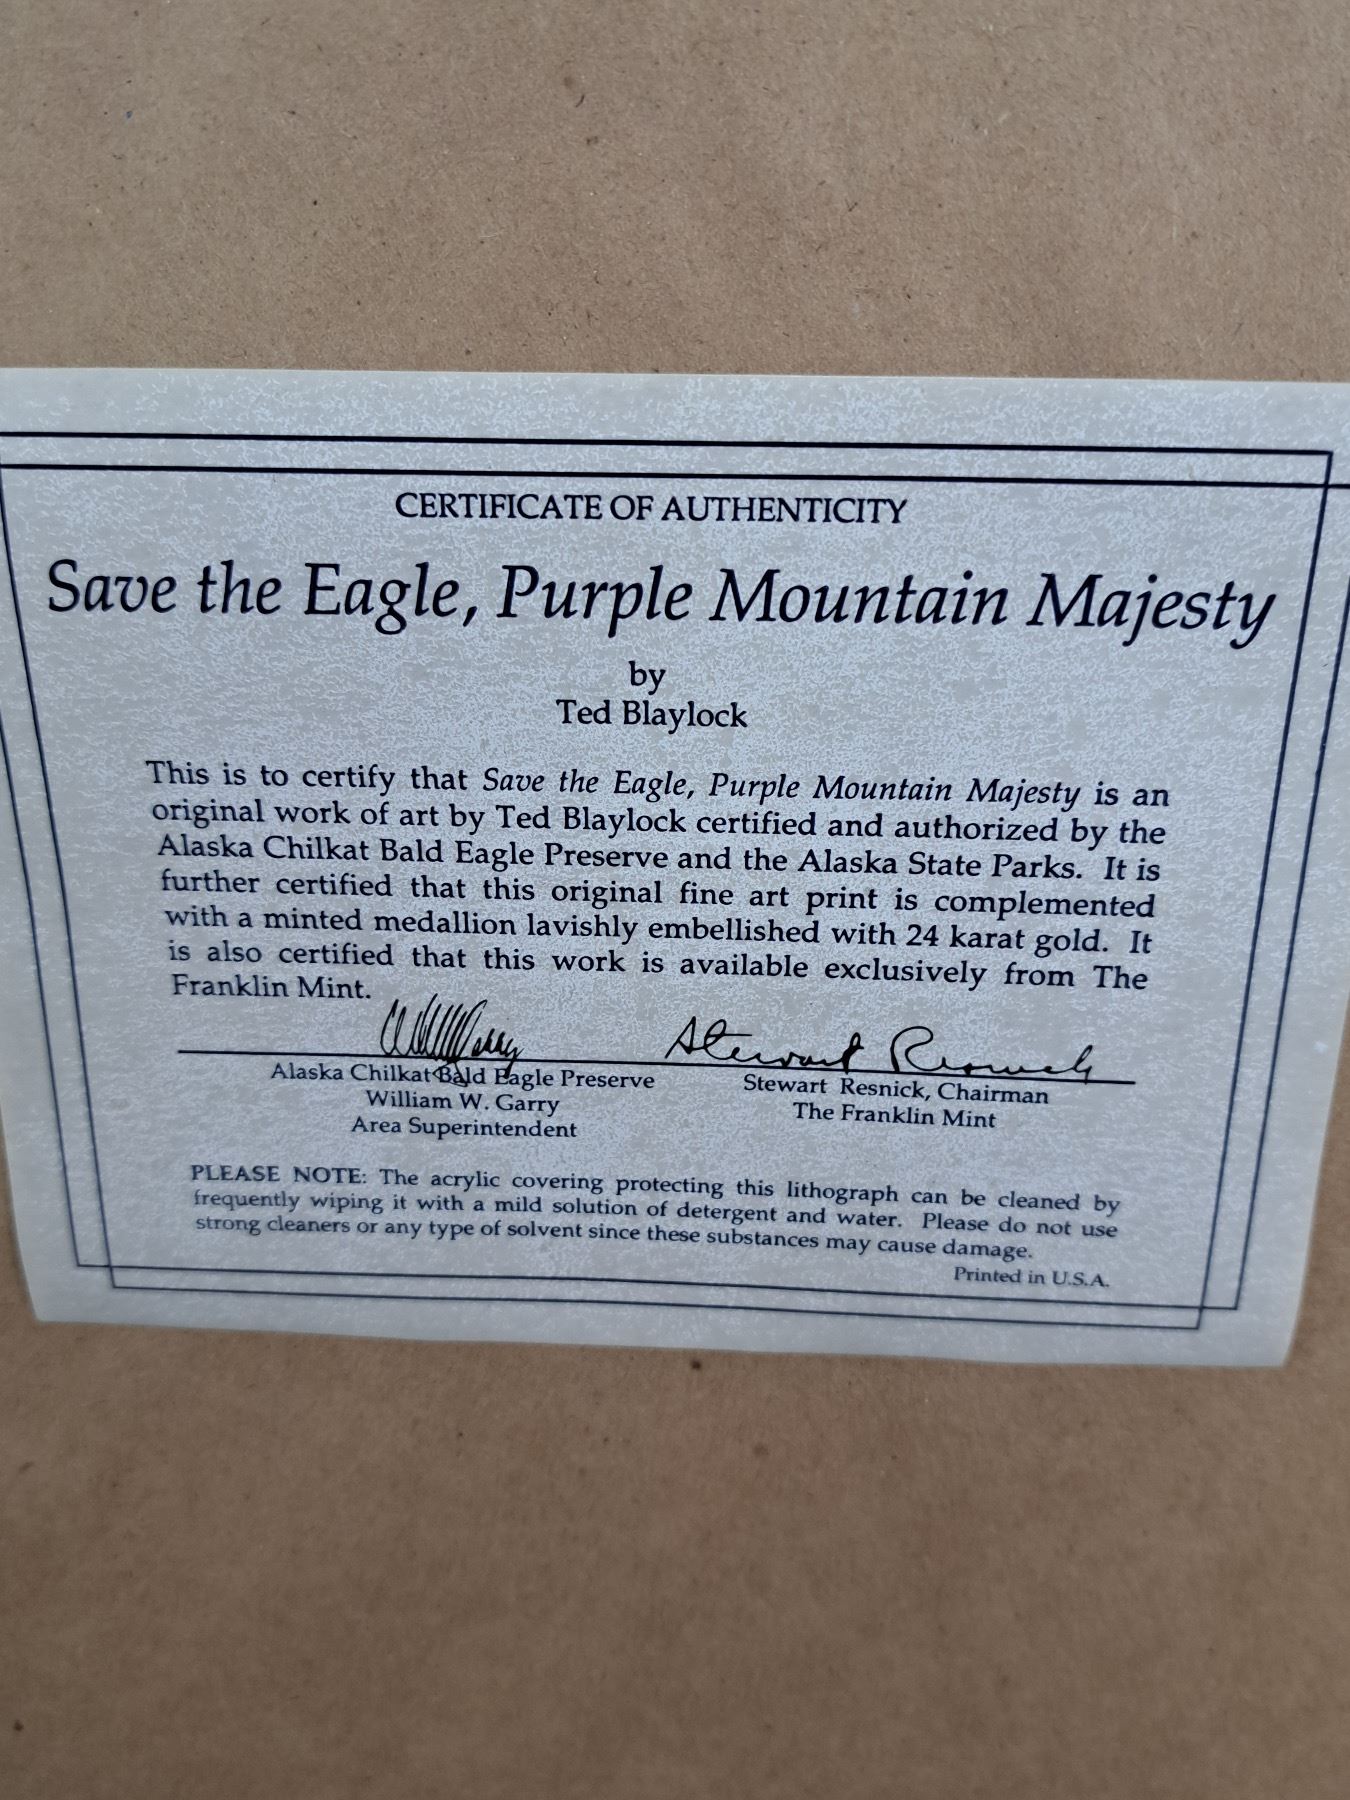 CERTIFICATE OF AUTHENTICITY
Save the Eagle, Purple Mountain Majesty
by
Ted Blaylock
This is to certify that Save the Eagle, Purple Mountain Majesty is an
original work of art by Ted Blaylock certified and authorized by the
Alaska Chilkat Bald Eagle Preserve and the Alaska State Parks. It is
further certified that this original fine art print is complemented
with a minted medallion lavishly embellished with 24 karat gold. It
is also certified that this work is available exclusively from The
Franklin Mint.
Stewart Resnick
Alaska Chilkat Bald Eagle Preserve
William W. Garry
Area Superintendent
Stewart Resnick, Chairman
The Franklin Mint
PLEASE NOTE: The acrylic covering protecting this lithograph can be cleaned by
frequently wiping it with a mild solution of detergent and water. Please do not use
strong cleaners or any type of solvent since these substances may cause damage.
Printed in U.S.A.